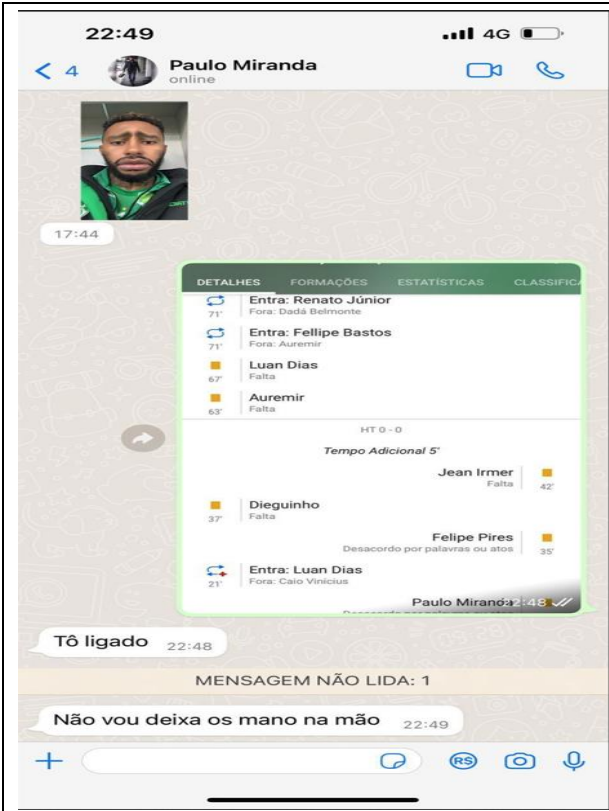 22:49
4G
4
Paulo Miranda
online
17:44
DETALHES FORMAÇÕES ESTATÍSTICAS CLASSIFICA
Entra: Renato Júnior
71' Fora: Dadá Belmonte
Entra: Fellipe Bastos
71' Fora: Auremir
Luan Dias
67' Falta
Auremir
63' Falta
HT 0 - 0
Tempo Adicional 5'
Jean Irmer
Falta 42'
Dieguinho
37' Falta
Felipe Pires
Desacordo por palavras ou atos 35'
Entra: Luan Dias
21' Fora: Caio Vinicius
Paulo Miranda 22:48
Tô ligado 22:48
MENSAGEM NÃO LIDA: 1
Não vou deixa os mano na mão 22:49
R$